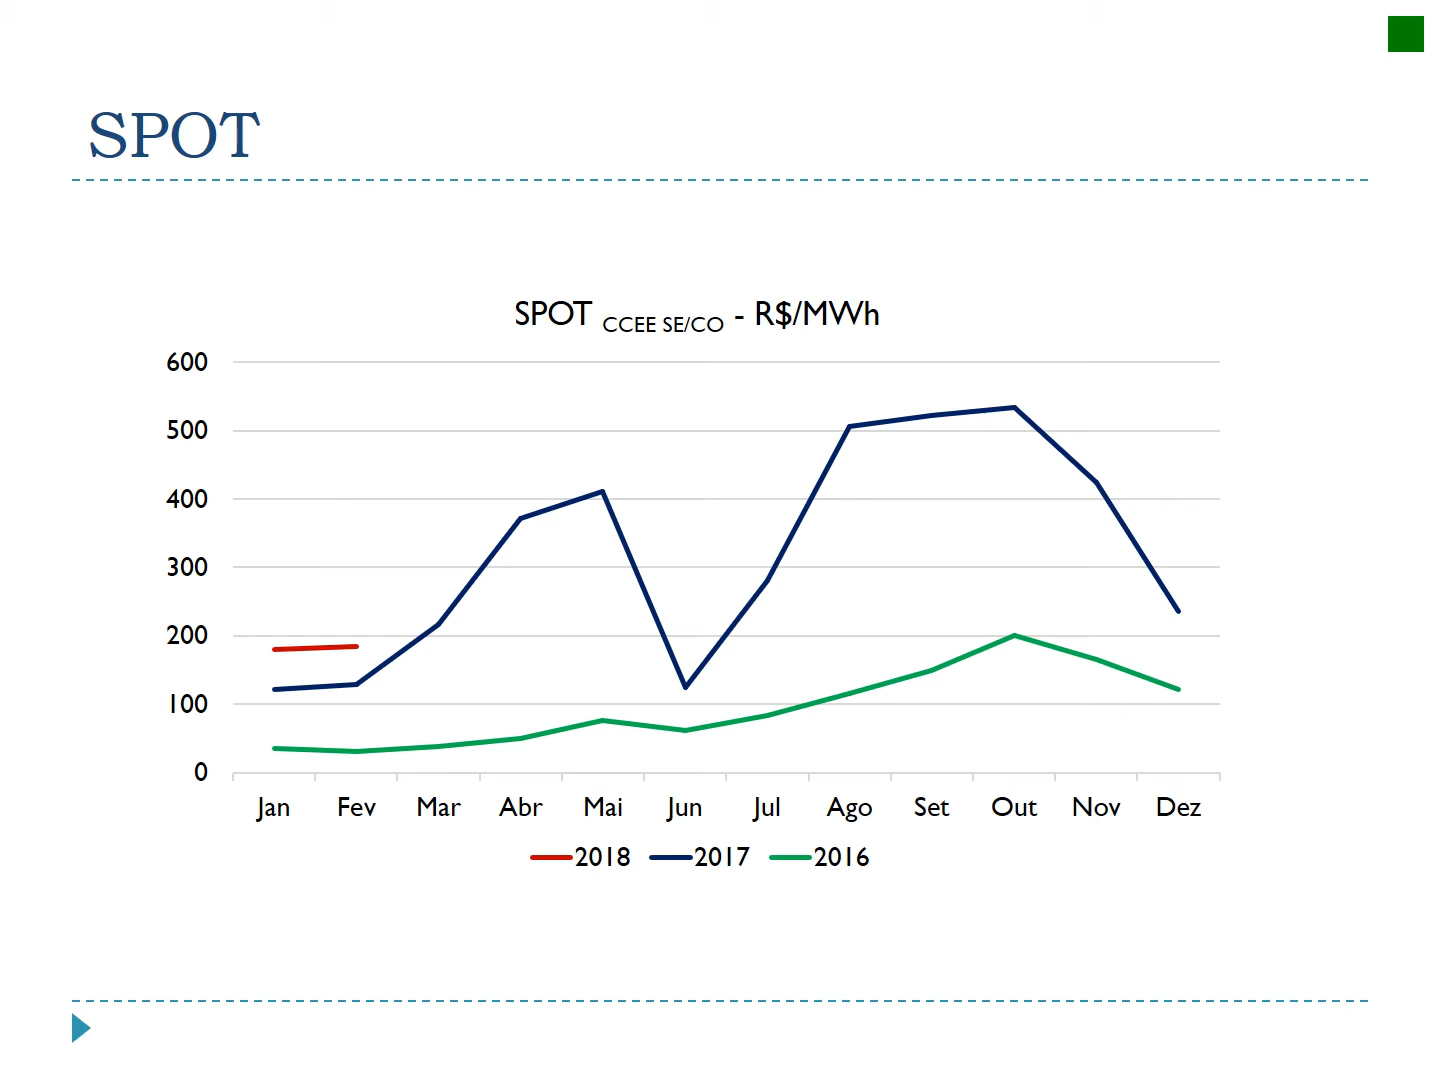 SPOT
SPOT CCEE SE/CO - R$/MWh
600
500
400
300
200
100
0
Jan Fev Mar Abr Mai Jun Jul Ago Set Out Nov Dez
2018 2017 2016